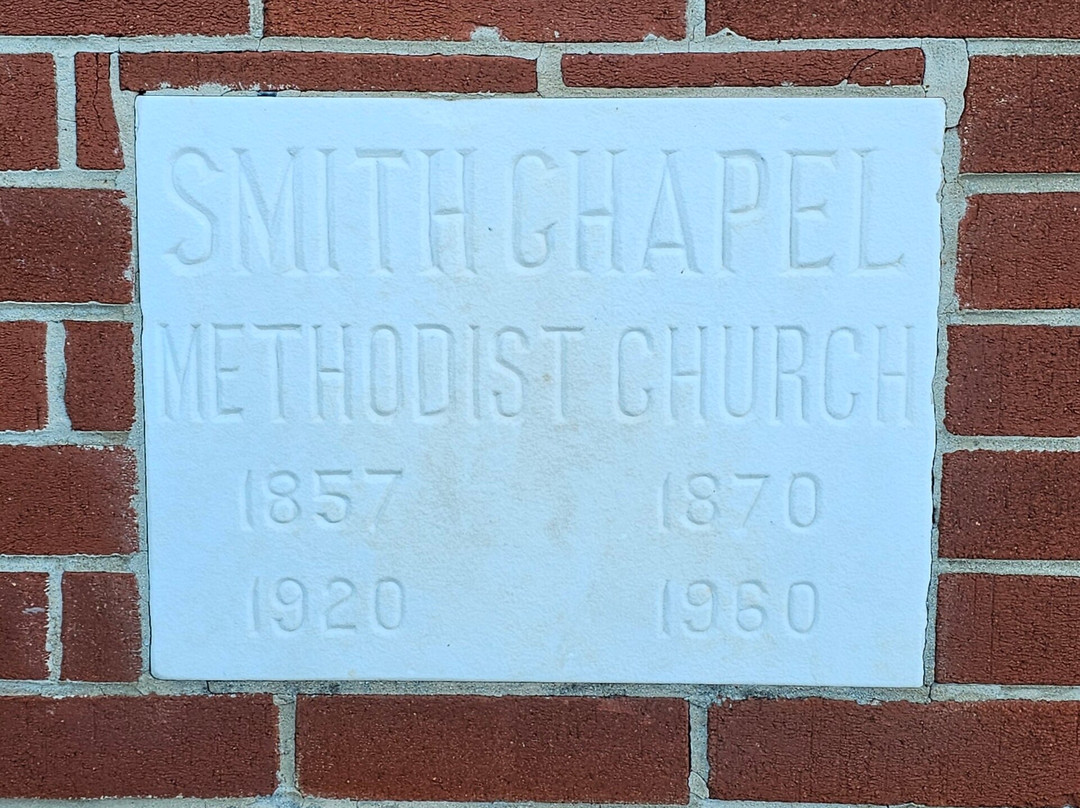 SMITH CHAPEL
METHODIST CHURCH
1857 1870
1920 1960